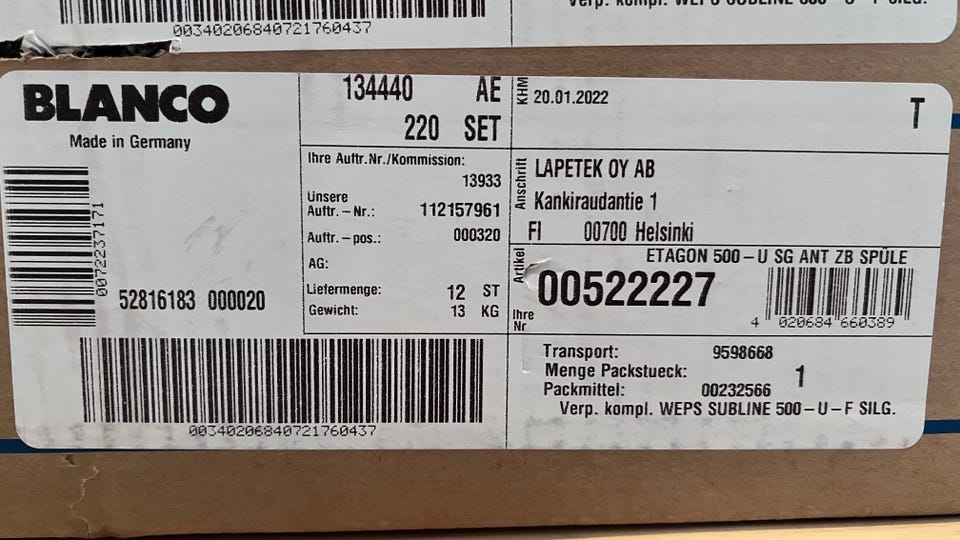 00340206840721760437
Verp. kompl. WEPS SUBLINE 500-U-F SILG.
BLANCO
Made in Germany
0072237171
52816183 000020
00340206840721760437
134440 AE
220 SET
Ihre Auftr.Nr./Kommission:
13933
Unsere
Auftr.-Nr.: 112157961
Auftr.-pos.: 000320
AG:
Liefermenge: 12 ST
Gewicht: 13 KG
KHM 20.01.2022 T
Anschrift
LAPETEK OY AB
Kankiraudantie 1
FI 00700 Helsinki
Artikel
ETAGON 500-U SG ANT ZB SPÜLE
00522227
Ihre
Nr
4 020684 660389
Transport: 9598668
Menge Packstueck: 1
Packmittel: 00232566
Verp. kompl. WEPS SUBLINE 500-U-F SILG.